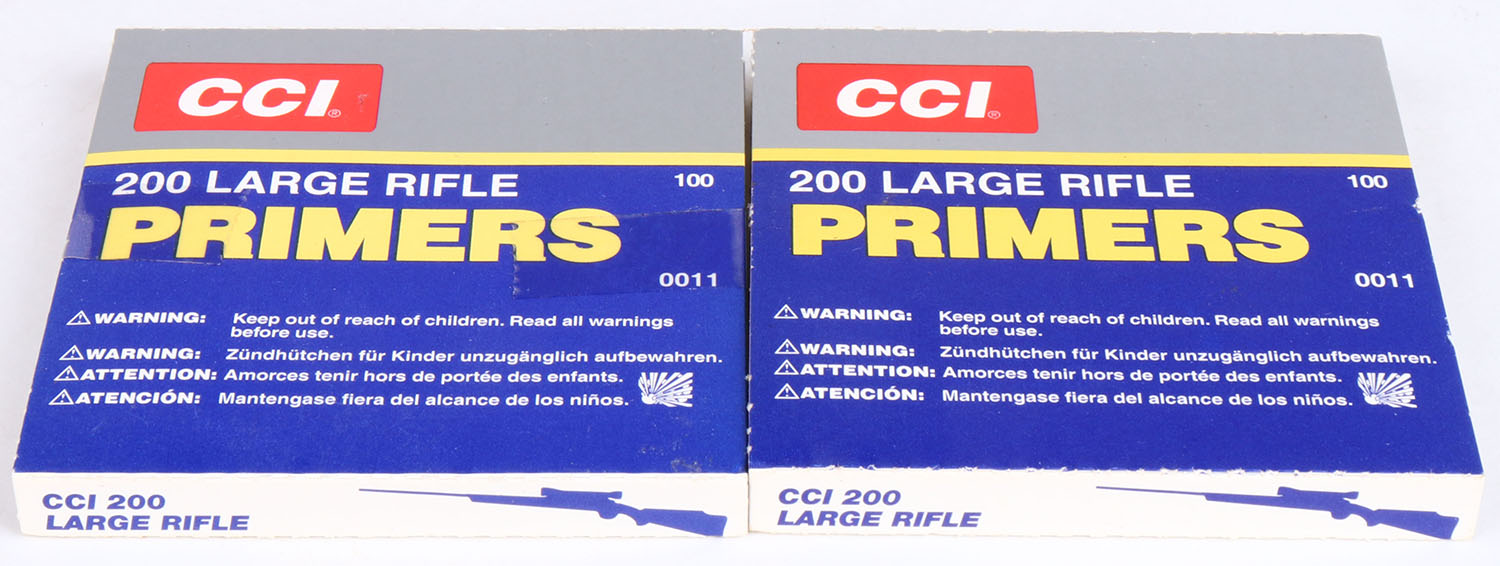 CCI®
200 LARGE RIFLE 100
PRIMERS
0011
⚠WARNING: Keep out of reach of children. Read all warnings
before use.
⚠WARNING: Zündhütchen für Kinder unzugänglich aufbewahren.
⚠ATTENTION: Amorces tenir hors de portée des enfants.
⚠ATENCIÓN: Mantengase fiera del alcance de los niños.
CCI 200
LARGE RIFLE
CCI®
200 LARGE RIFLE 100
PRIMERS
0011
⚠WARNING: Keep out of reach of children. Read all warnings
before use.
⚠WARNING: Zündhütchen für Kinder unzugänglich aufbewahren.
⚠ATTENTION: Amorces tenir hors de portée des enfants.
⚠ATENCIÓN: Mantengase fiera del alcance de los niños.
CCI 200
LARGE RIFLE